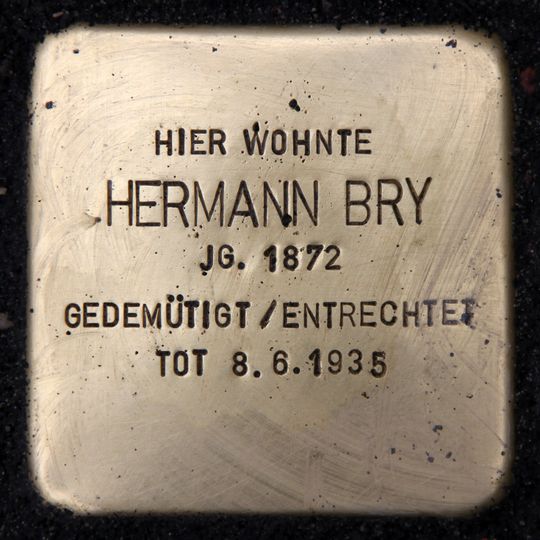 HIER WOHNTE
HERMANN BRY
JG. 1872
GEDEMÜTIGT / ENTRECHTET
TOT 8.6.1935